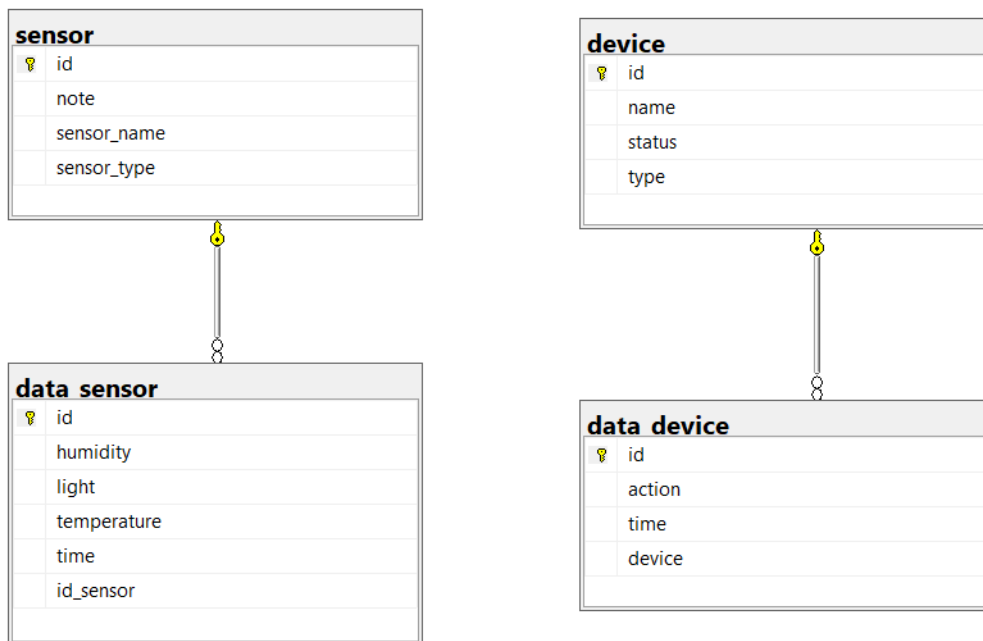 sensor
id
note
sensor_name
sensor_type
device
id
name
status
type
data_sensor
id
humidity
light
temperature
time
id_sensor
data_device
id
action
time
device